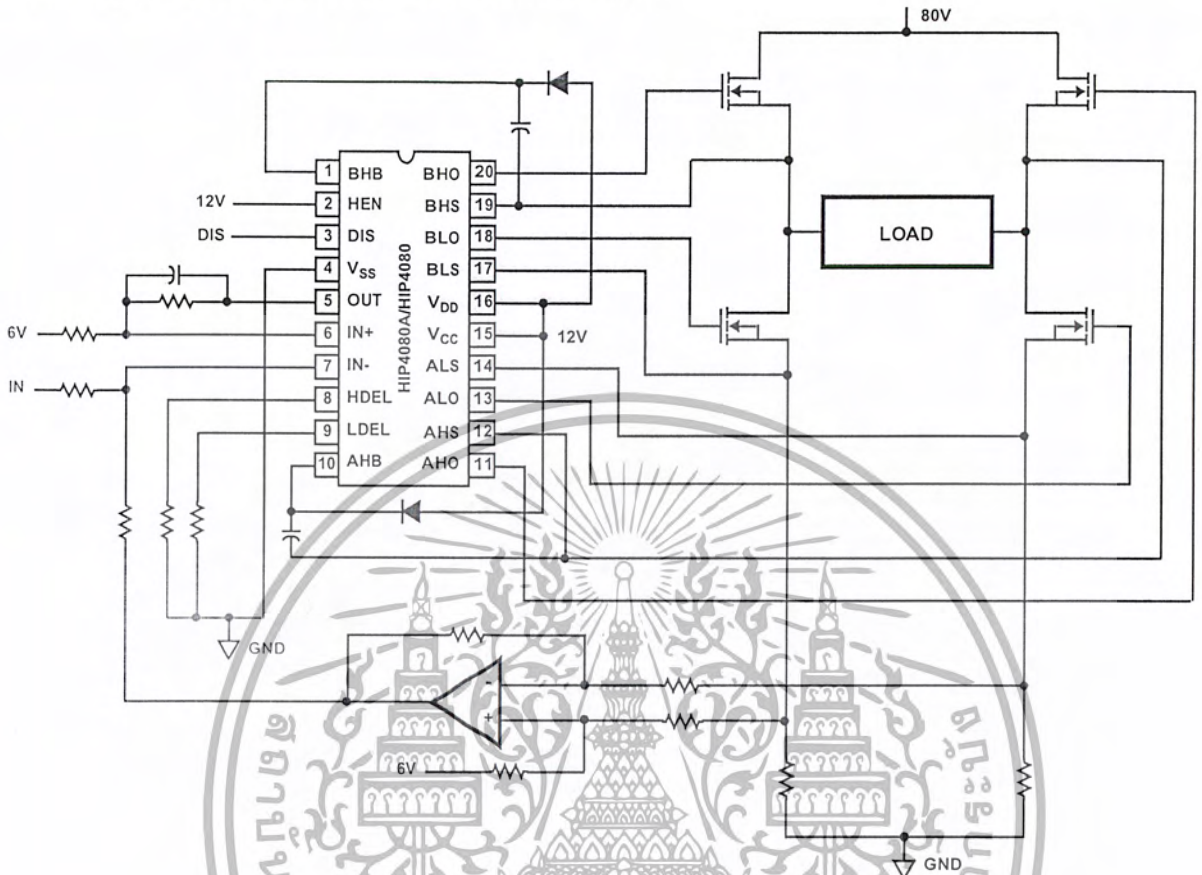 80V
1 BHB BHO 20
12V 2 HEN BHS 19
DIS 3 DIS BLO 18
4 VSS BLS 17
5 OUT VDD 16
6V 6 IN+ VCC 15 12V
IN 7 IN- ALS 14
8 HDEL ALO 13
9 LDEL AHS 12
10 AHB AHO 11
HIP4080A/HIP4080
LOAD
GND
-
+
6V
GND